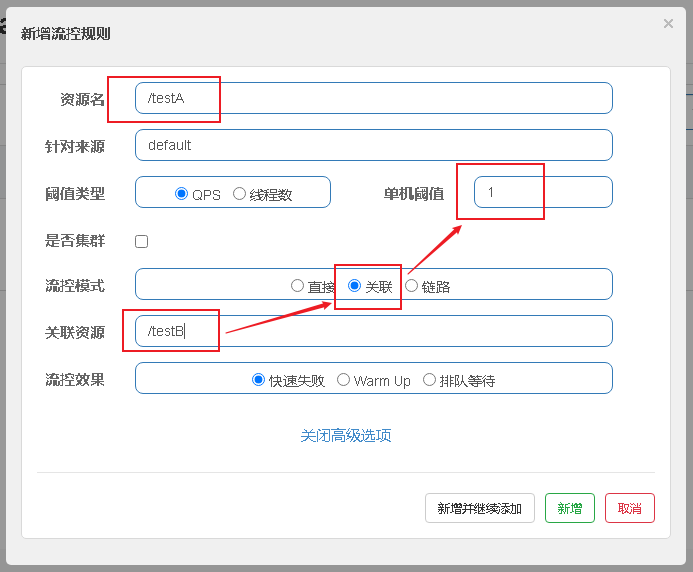 ×
新增流控规则
资源名 /testA
针对来源 default
阈值类型 QPS 线程数 单机阈值 1
是否集群
流控模式 直接 关联 链路
关联资源 /testB
流控效果 快速失败 Warm Up 排队等待
关闭高级选项
新增并继续添加 新增 取消